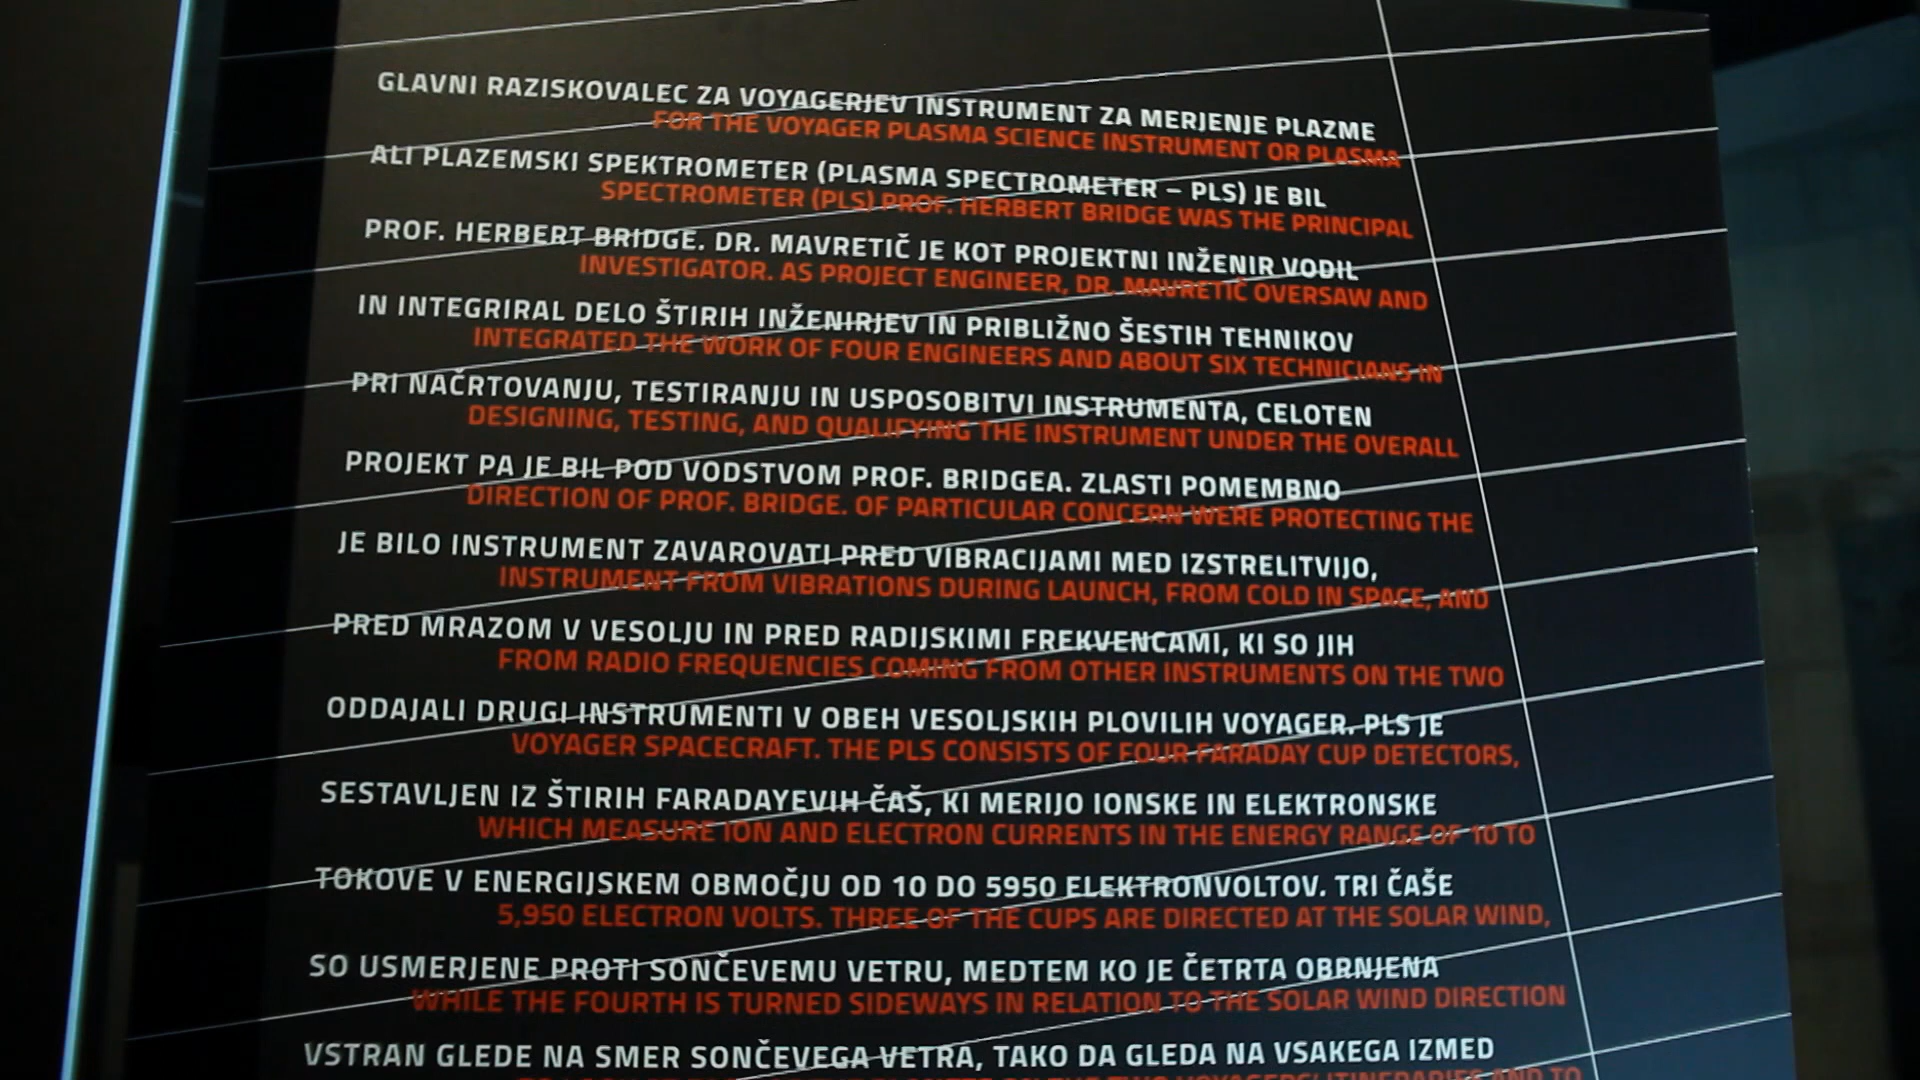 GLAVNI RAZISKOVALEC ZA VOYAGERJEV INSTRUMENT ZA MERJENJE PLAZME
FOR THE VOYAGER PLASMA SCIENCE INSTRUMENT OR PLASMA
ALI PLAZEMSKI SPEKTROMETER (PLASMA SPECTROMETER – PLS) JE BIL
SPECTROMETER (PLS) PROF. HERBERT BRIDGE WAS THE PRINCIPAL
PROF. HERBERT BRIDGE. DR. MAVRETIČ JE KOT PROJEKTNI INŽENIR VODIL
INVESTIGATOR. AS PROJECT ENGINEER, DR. MAVRETIČ OVERSAW AND
IN INTEGRIRAL DELO ŠTIRIH INŽENIRJEV IN PRIBLIŽNO ŠESTIH TEHNIKOV
INTEGRATED THE WORK OF FOUR ENGINEERS AND ABOUT SIX TECHNICIANS IN
PRI NAČRTOVANJU, TESTIRANJU IN USPOSOBITVI INSTRUMENTA, CELOTEN
DESIGNING, TESTING, AND QUALIFYING THE INSTRUMENT UNDER THE OVERALL
PROJEKT PA JE BIL POD VODSTVOM PROF. BRIDGEA. ZLASTI POMEMBNO
DIRECTION OF PROF. BRIDGE. OF PARTICULAR CONCERN WERE PROTECTING THE
JE BILO INSTRUMENT ZAVAROVATI PRED VIBRACIJAMI MED IZSTRELITVIJO,
INSTRUMENT FROM VIBRATIONS DURING LAUNCH, FROM COLD IN SPACE, AND
PRED MRAZOM V VESOLJU IN PRED RADIJSKIMI FREKVENCAMI, KI SO JIH
FROM RADIO FREQUENCIES COMING FROM OTHER INSTRUMENTS ON THE TWO
ODDAJALI DRUGI INSTRUMENTI V OBEH VESOLJSKIH PLOVILIH VOYAGER. PLS JE
VOYAGER SPACECRAFT. THE PLS CONSISTS OF FOUR FARADAY CUP DETECTORS,
SESTAVLJEN IZ ŠTIRIH FARADAYEVIH ČAŠ, KI MERIJO IONSKE IN ELEKTRONSKE
WHICH MEASURE ION AND ELECTRON CURRENTS IN THE ENERGY RANGE OF 10 TO
TOKOVE V ENERGIJSKEM OBMOČJU OD 10 DO 5950 ELEKTRONVOLTOV. TRI ČAŠE
5,950 ELECTRON VOLTS. THREE OF THE CUPS ARE DIRECTED AT THE SOLAR WIND,
SO USMERJENE PROTI SONČEVEMU VETRU, MEDTEM KO JE ČETRTA OBRNJENA
WHILE THE FOURTH IS TURNED SIDEWAYS IN RELATION TO THE SOLAR WIND DIRECTION
VSTRAN GLEDE NA SMER SONČEVEGA VETRA, TAKO DA GLEDA NA VSAKEGA IZMED
ON THE TWO VOYAGERS' ITINERARIES AND TO